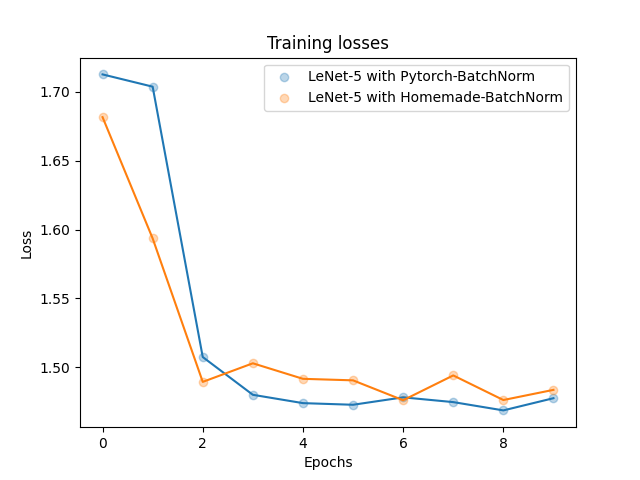 Training losses
LeNet-5 with Pytorch-BatchNorm
LeNet-5 with Homemade-BatchNorm
1.70
1.65
1.60
1.55
1.50
Loss
0 2 4 6 8
Epochs